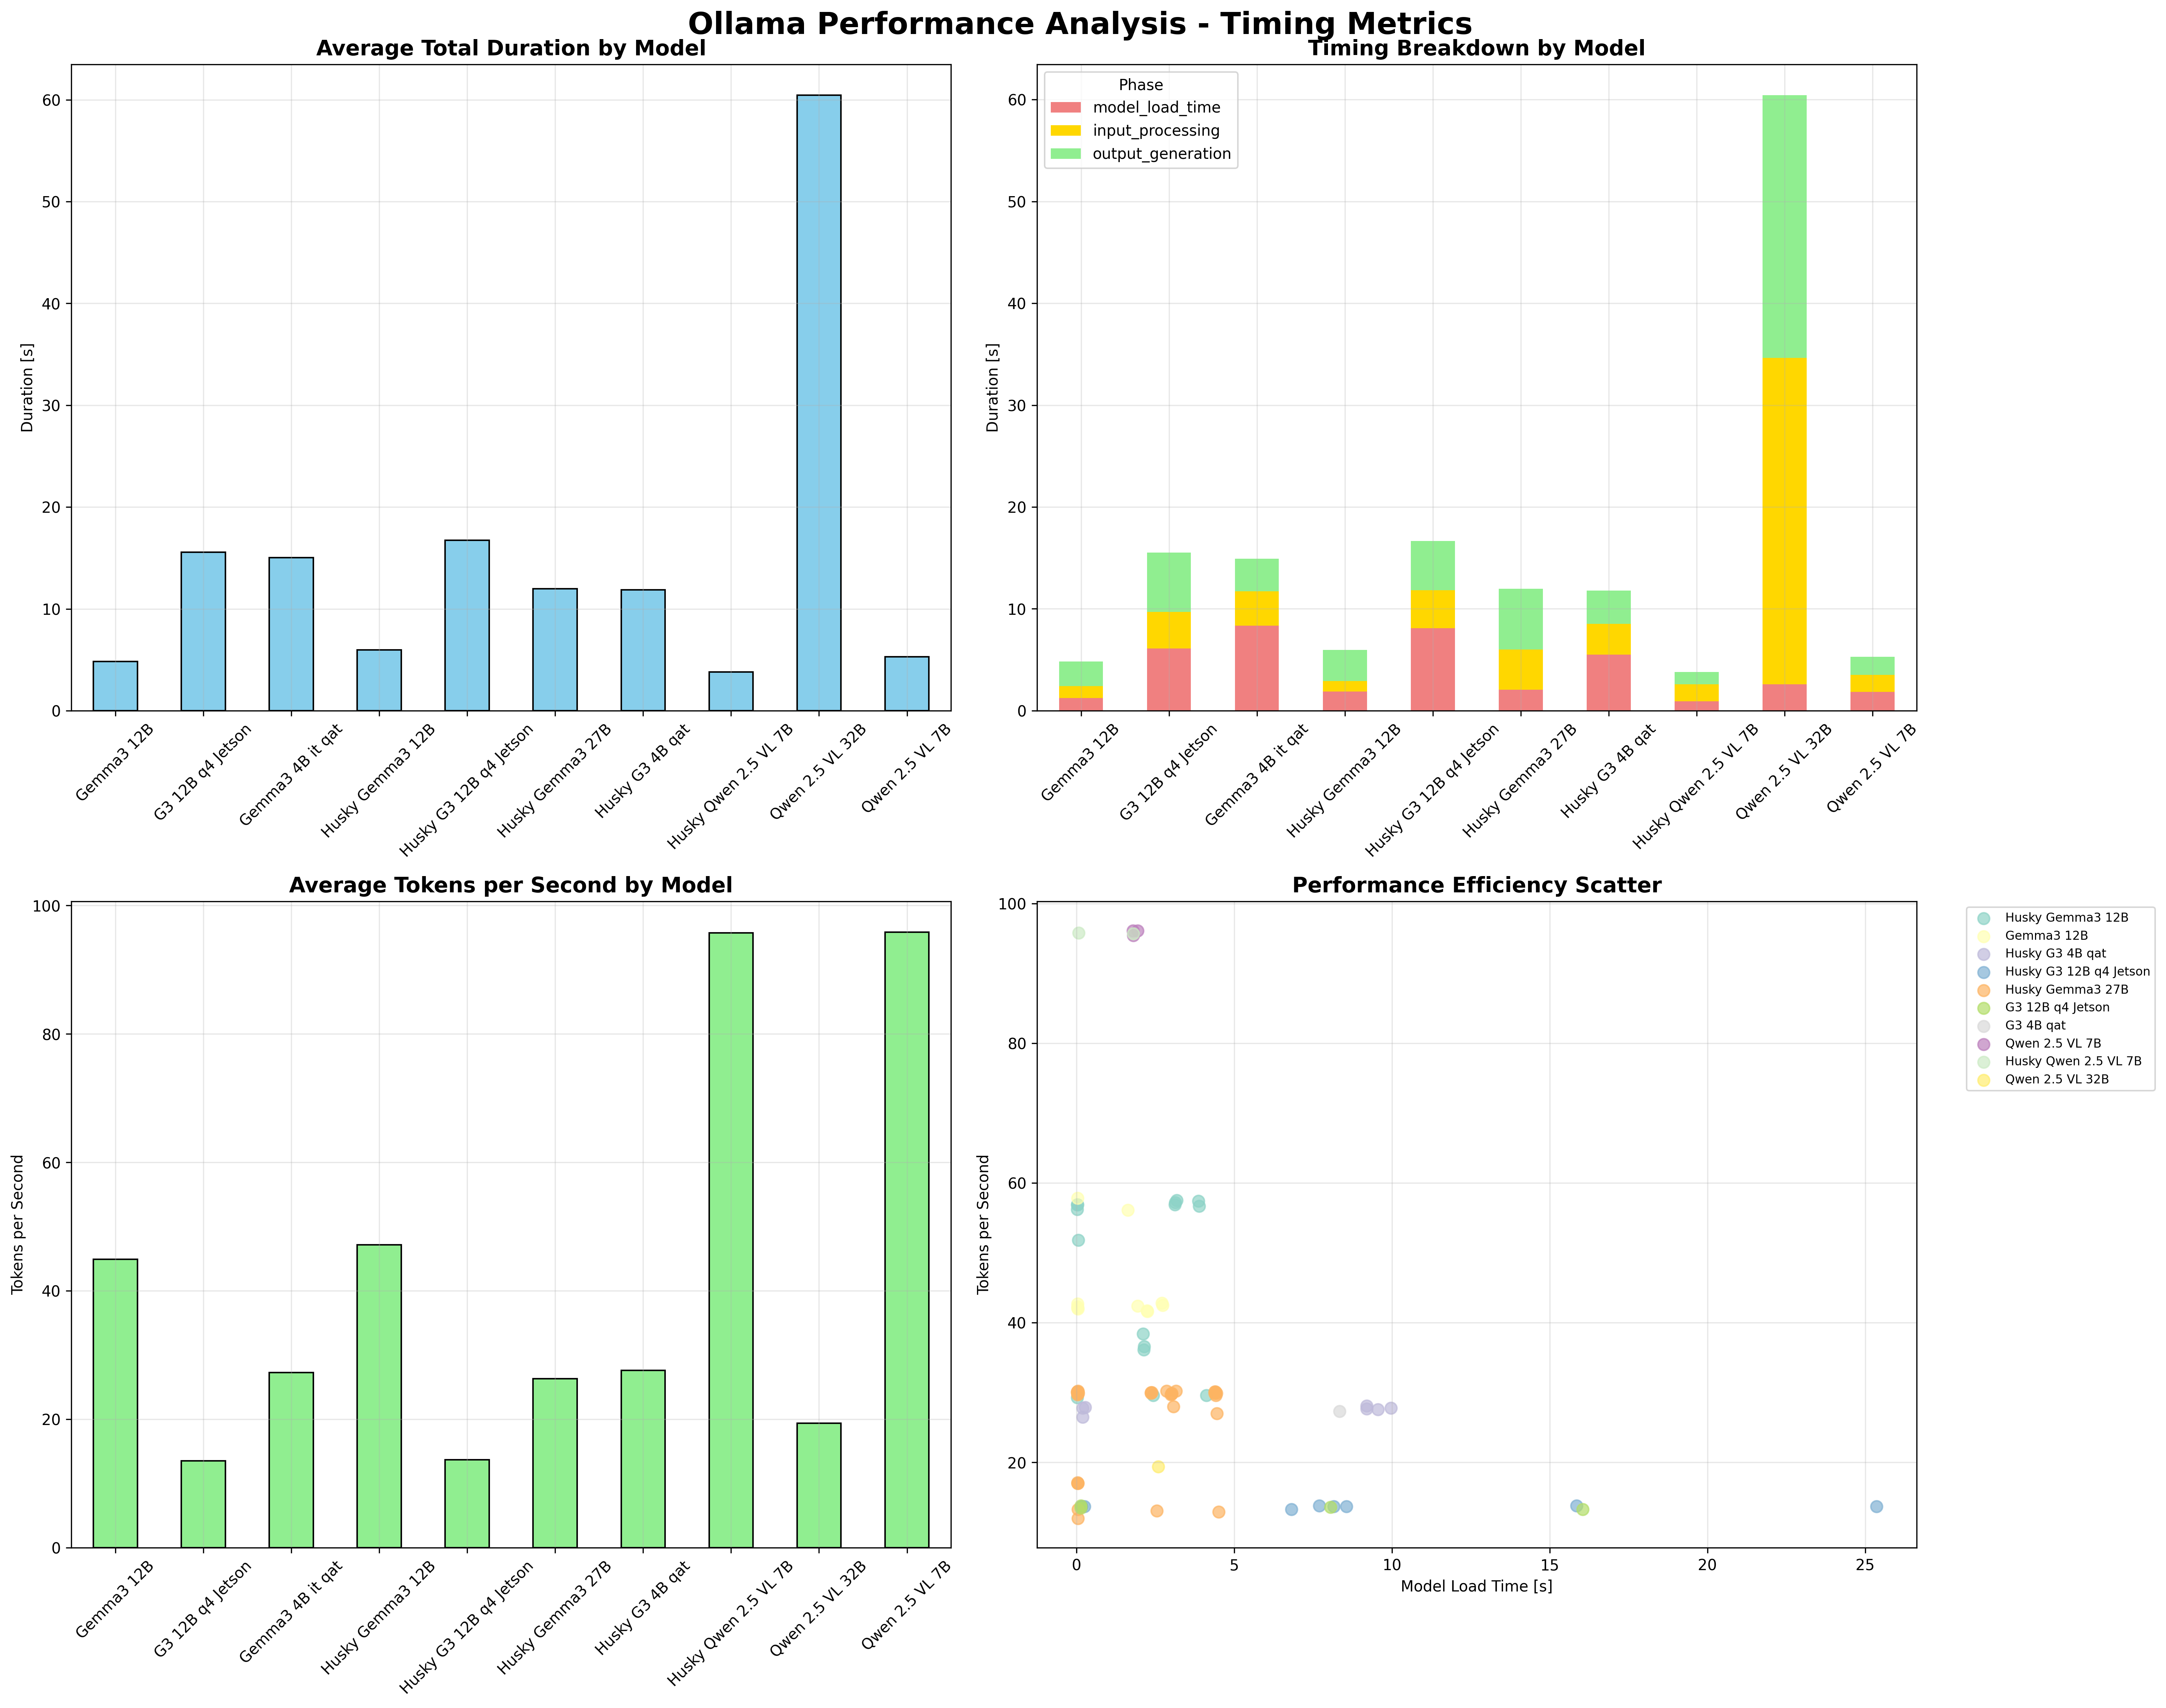 Ollama Performance Analysis - Timing Metrics
Average Total Duration by Model
Duration [s]
60
50
40
30
20
10
0
Gemma3 12B
G3 12B q4 Jetson
Gemma3 4B it qat
Husky Gemma3 12B
Husky G3 12B q4 Jetson
Husky Gemma3 27B
Husky G3 4B qat
Husky Qwen 2.5 VL 7B
Qwen 2.5 VL 32B
Qwen 2.5 VL 7B
Timing Breakdown by Model
Phase
model_load_time
input_processing
output_generation
Duration [s]
60
50
40
30
20
10
0
Gemma3 12B
G3 12B q4 Jetson
Gemma3 4B it qat
Husky Gemma3 12B
Husky G3 12B q4 Jetson
Husky Gemma3 27B
Husky G3 4B qat
Husky Qwen 2.5 VL 7B
Qwen 2.5 VL 32B
Qwen 2.5 VL 7B
Average Tokens per Second by Model
Tokens per Second
100
80
60
40
20
0
Gemma3 12B
G3 12B q4 Jetson
Gemma3 4B it qat
Husky Gemma3 12B
Husky G3 12B q4 Jetson
Husky Gemma3 27B
Husky G3 4B qat
Husky Qwen 2.5 VL 7B
Qwen 2.5 VL 32B
Qwen 2.5 VL 7B
Performance Efficiency Scatter
Tokens per Second
100
80
60
40
20
0
5
10
15
20
25
Model Load Time [s]
Husky Gemma3 12B
Gemma3 12B
Husky G3 4B qat
Husky G3 12B q4 Jetson
Husky Gemma3 27B
G3 12B q4 Jetson
G3 4B qat
Qwen 2.5 VL 7B
Husky Qwen 2.5 VL 7B
Qwen 2.5 VL 32B